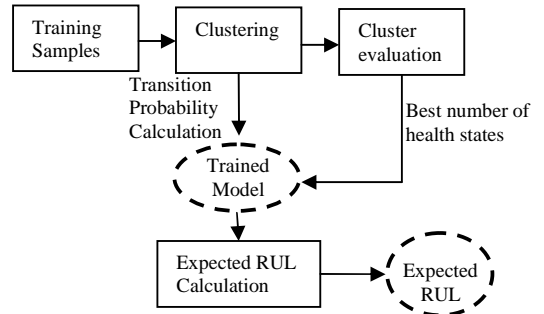 Training
Samples
Clustering
Cluster
evaluation
Transition
Probability
Calculation
Best number of
health states
Trained
Model
Expected RUL
Calculation
Expected
RUL